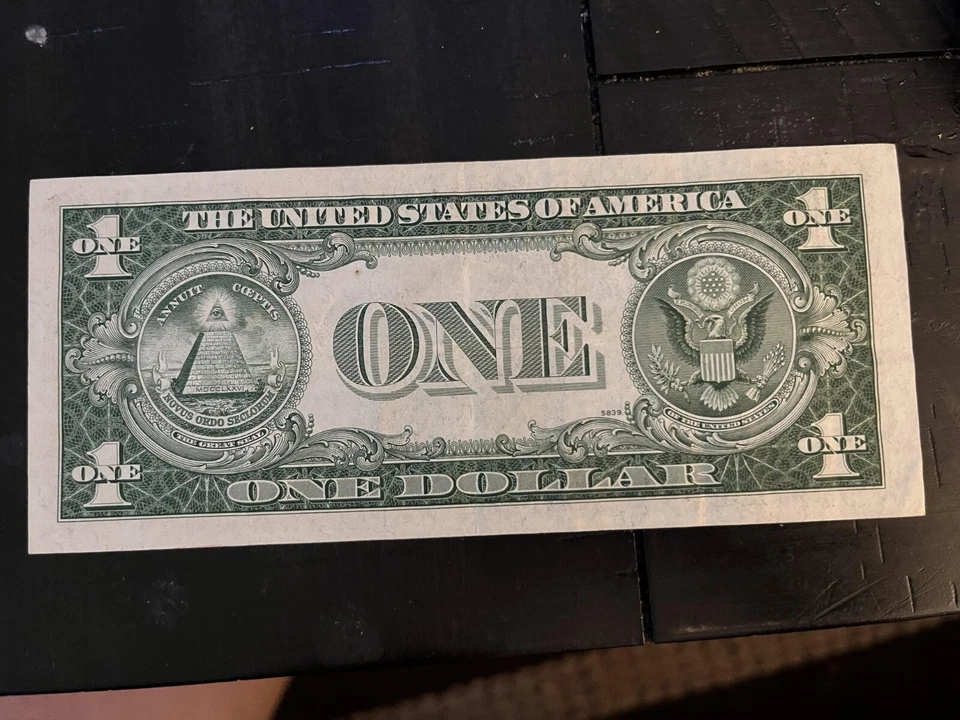 THE UNITED STATES OF AMERICA
1
ONE
1
ONE
ANNUIT CŒPTIS
MDCCLXXVI
NOVUS ORDO SECLORUM
THE GREAT SEAL
ONE
5839
OF THE UNITED STATES
1
ONE
ONE DOLLAR
1
ONE